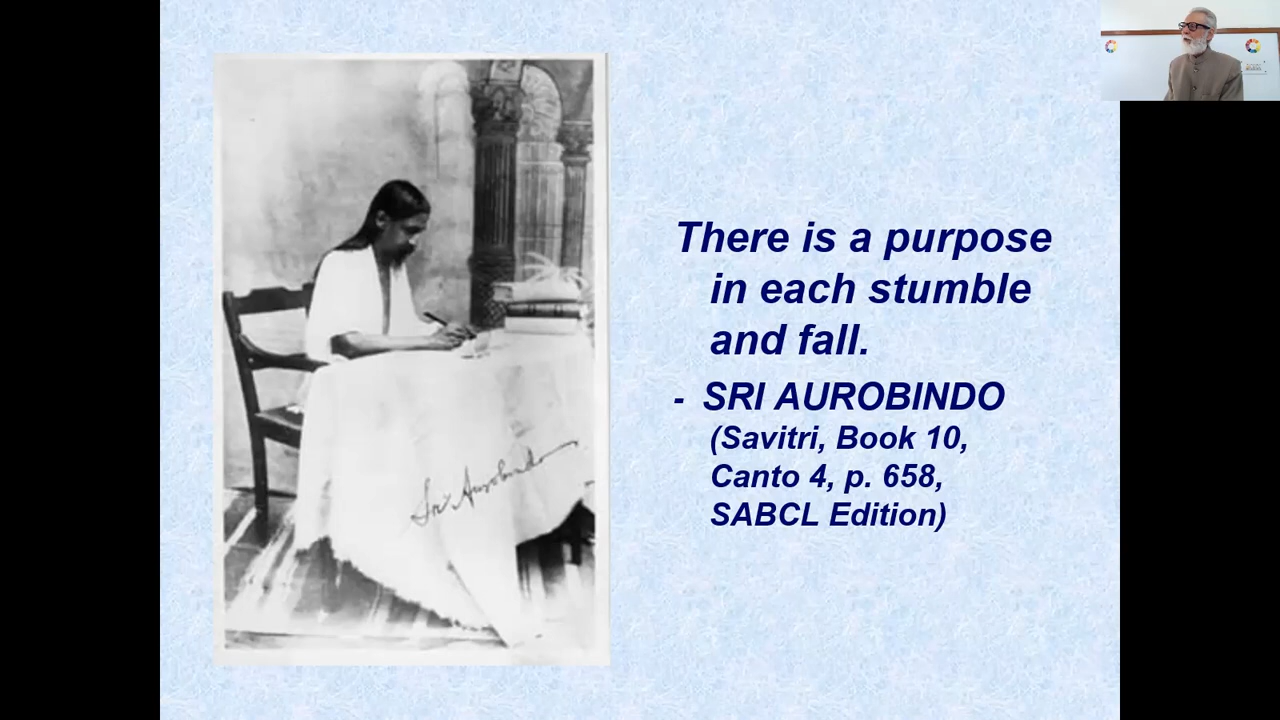 There is a purpose
in each stumble
and fall.
- SRI AUROBINDO
(Savitri, Book 10,
Canto 4, p. 658,
SABCL Edition)
Sri Aurobindo